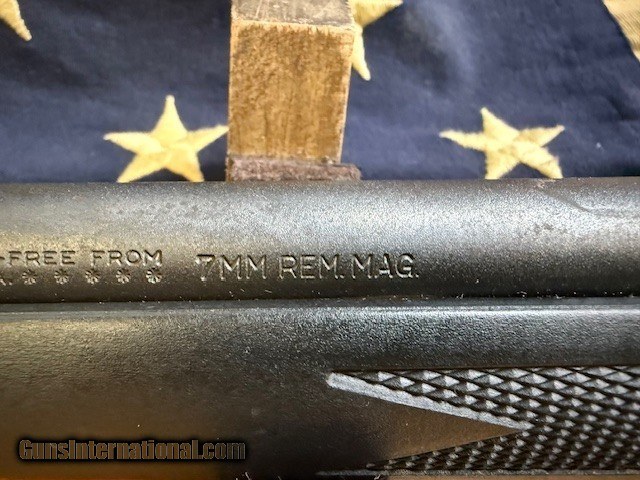 -FREE FROM
7MM REM. MAG.
* * * * *
GunsInternational.com